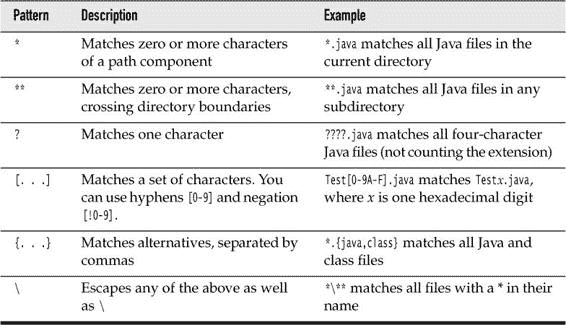 Pattern Description Example
* Matches zero or more characters *.java matches all Java files in the
of a path component current directory
** Matches zero or more characters, **.java matches all Java files in any
crossing directory boundaries subdirectory
? Matches one character ????.java matches all four-character
Java files (not counting the extension)
[. . .] Matches a set of characters. You Test[0-9A-F].java matches Testx.java,
can use hyphens [0-9] and negation where x is one hexadecimal digit
[!0-9].
{. . .} Matches alternatives, separated by *.{java,class} matches all Java and
commas class files
\ Escapes any of the above as well *\** matches all files with a * in their
as \ name